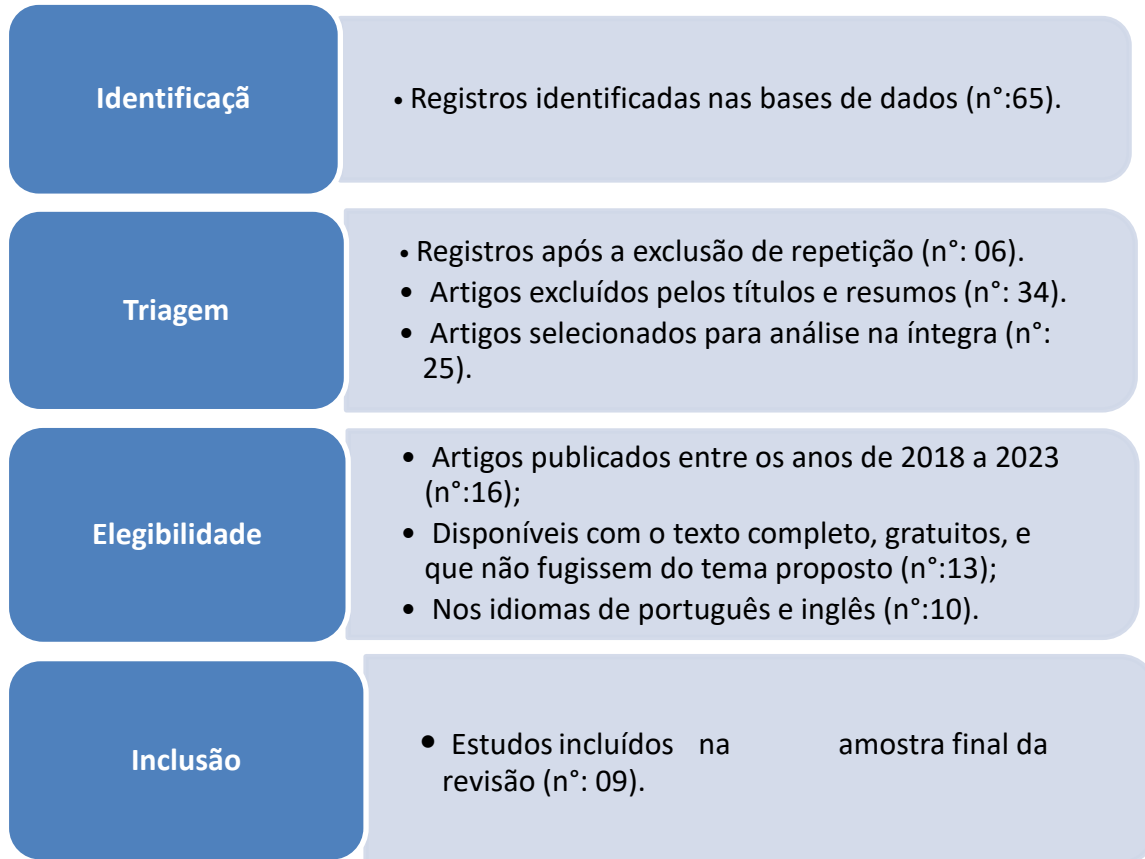 Identificaçã
• Registros identificadas nas bases de dados (n°:65).
Triagem
• Registros após a exclusão de repetição (n°: 06).
• Artigos excluídos pelos títulos e resumos (n°: 34).
• Artigos selecionados para análise na íntegra (n°:
25).
Elegibilidade
• Artigos publicados entre os anos de 2018 a 2023
(n°:16);
• Disponíveis com o texto completo, gratuitos, e
que não fugissem do tema proposto (n°:13);
• Nos idiomas de português e inglês (n°:10).
Inclusão
• Estudos incluídos na amostra final da
revisão (n°: 09).